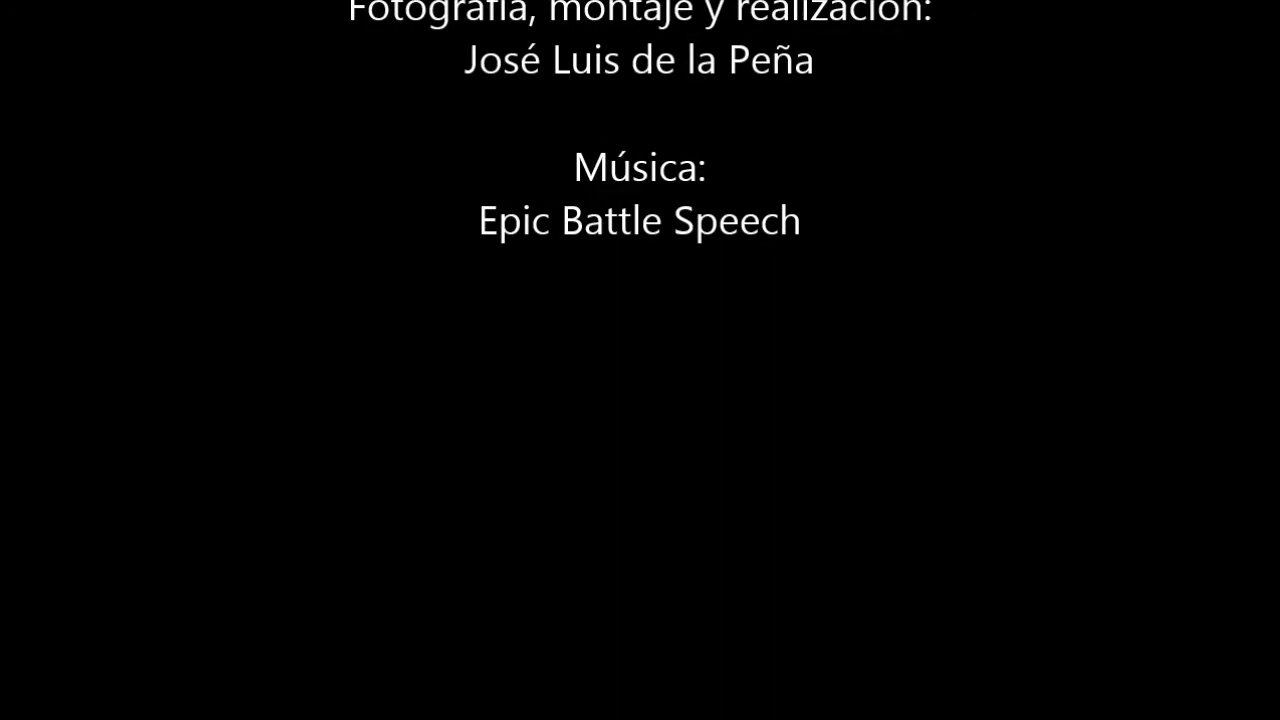 Fotografía, montaje y realización:
José Luis de la Peña
Música:
Epic Battle Speech